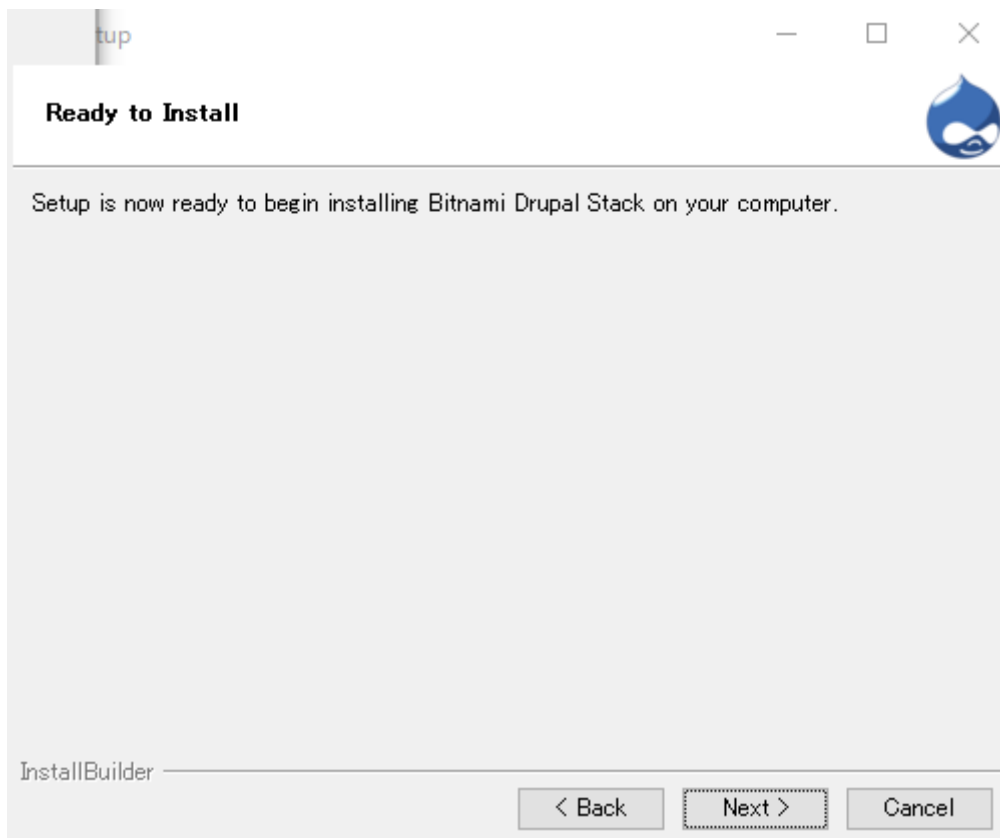 tup
Ready to Install
Setup is now ready to begin installing Bitnami Drupal Stack on your computer.
InstallBuilder
< Back
Next >
Cancel